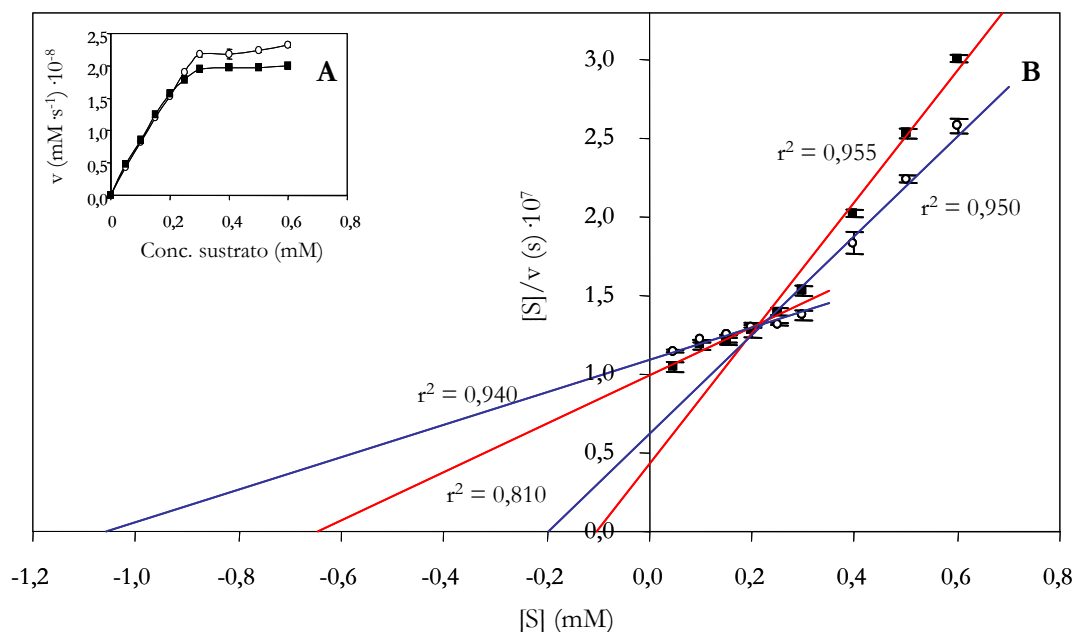 A
v (mM ·s⁻¹) ·10⁻⁸
2,5
2,0
1,5
1,0
0,5
0,0
0
0,2
0,4
0,6
0,8
Conc. sustrato (mM)
B
[S]/v (s) ·10⁷
3,0
2,5
2,0
1,5
1,0
0,5
0,0
r² = 0,955
r² = 0,950
r² = 0,940
r² = 0,810
-1,2
-1,0
-0,8
-0,6
-0,4
-0,2
0,0
0,2
0,4
0,6
0,8
[S] (mM)